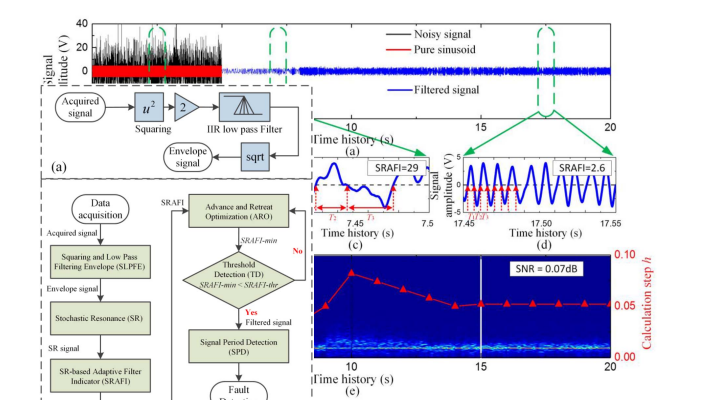 40
20
0
Signal
amplitude (V)
Noisy signal
Pure sinusoid
Filtered signal
15
20
Time history (s)
(a)
Acquired
signal
u²
2
Squaring
IIR low pass Filter
Envelope
signal
sqrt
(a)
SRAFI=29
7.45
7.5
Time history (s)
(c)
Signal
amplitude (V)
5
0
-5
SRAFI=2.6
17.45
17.50
17.55
Time history (s)
(d)
Data
acquisition
Acquired signal
Squaring and Low Pass
Filtering Envelope (SLPFE)
Envelope signal
Stochastic Resonance (SR)
SR signal
SR-based Adaptive Filter
Indicator (SRAFI)
SRAFI
Advance and Retreat
Optimization (ARO)
SRAFI-min
No
Threshold
Detection (TD)
SRAFI-min < SRAFI-thr
Yes
Filtered signal
Signal Period Detection
(SPD)
Fault
SNR = 0.07dB
0.10
0.05
0.00
Calculation step h
10
15
20
Time history (s)
(e)